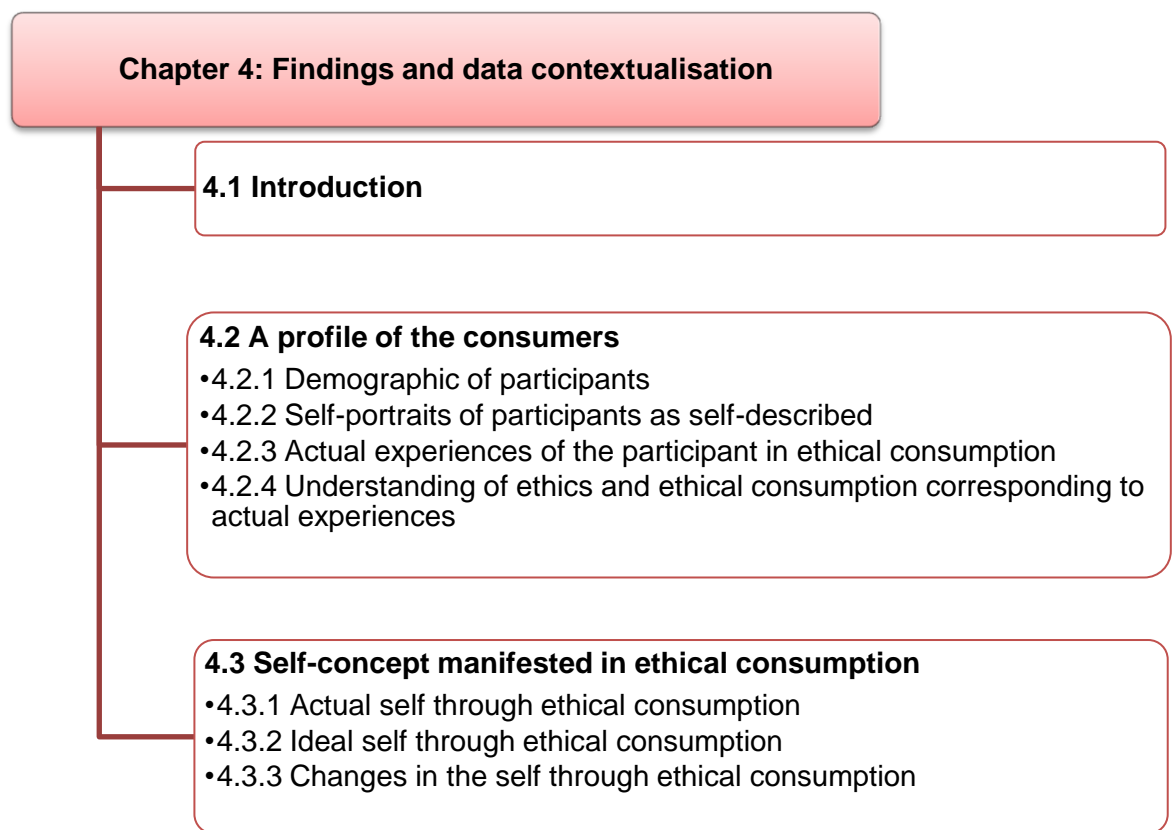 Chapter 4: Findings and data contextualisation
4.1 Introduction
4.2 A profile of the consumers
•4.2.1 Demographic of participants
•4.2.2 Self-portraits of participants as self-described
•4.2.3 Actual experiences of the participant in ethical consumption
•4.2.4 Understanding of ethics and ethical consumption corresponding to
actual experiences
4.3 Self-concept manifested in ethical consumption
•4.3.1 Actual self through ethical consumption
•4.3.2 Ideal self through ethical consumption
•4.3.3 Changes in the self through ethical consumption